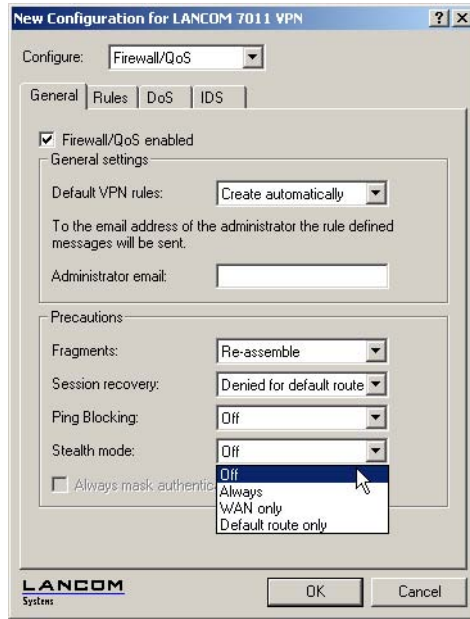 New Configuration for LANCOM 7011 VPN
? X
Configure: Firewall/QoS
General Rules DoS IDS
Firewall/QoS enabled
General settings
Default VPN rules: Create automatically
To the email address of the administrator the rule defined
messages will be sent.
Administrator email:
Precautions
Fragments: Re-assemble
Session recovery: Denied for default route
Ping Blocking: Off
Stealth mode: Off
Off
Always mask authentic
Always
WAN only
Default route only
LANCOM
Systems
OK Cancel